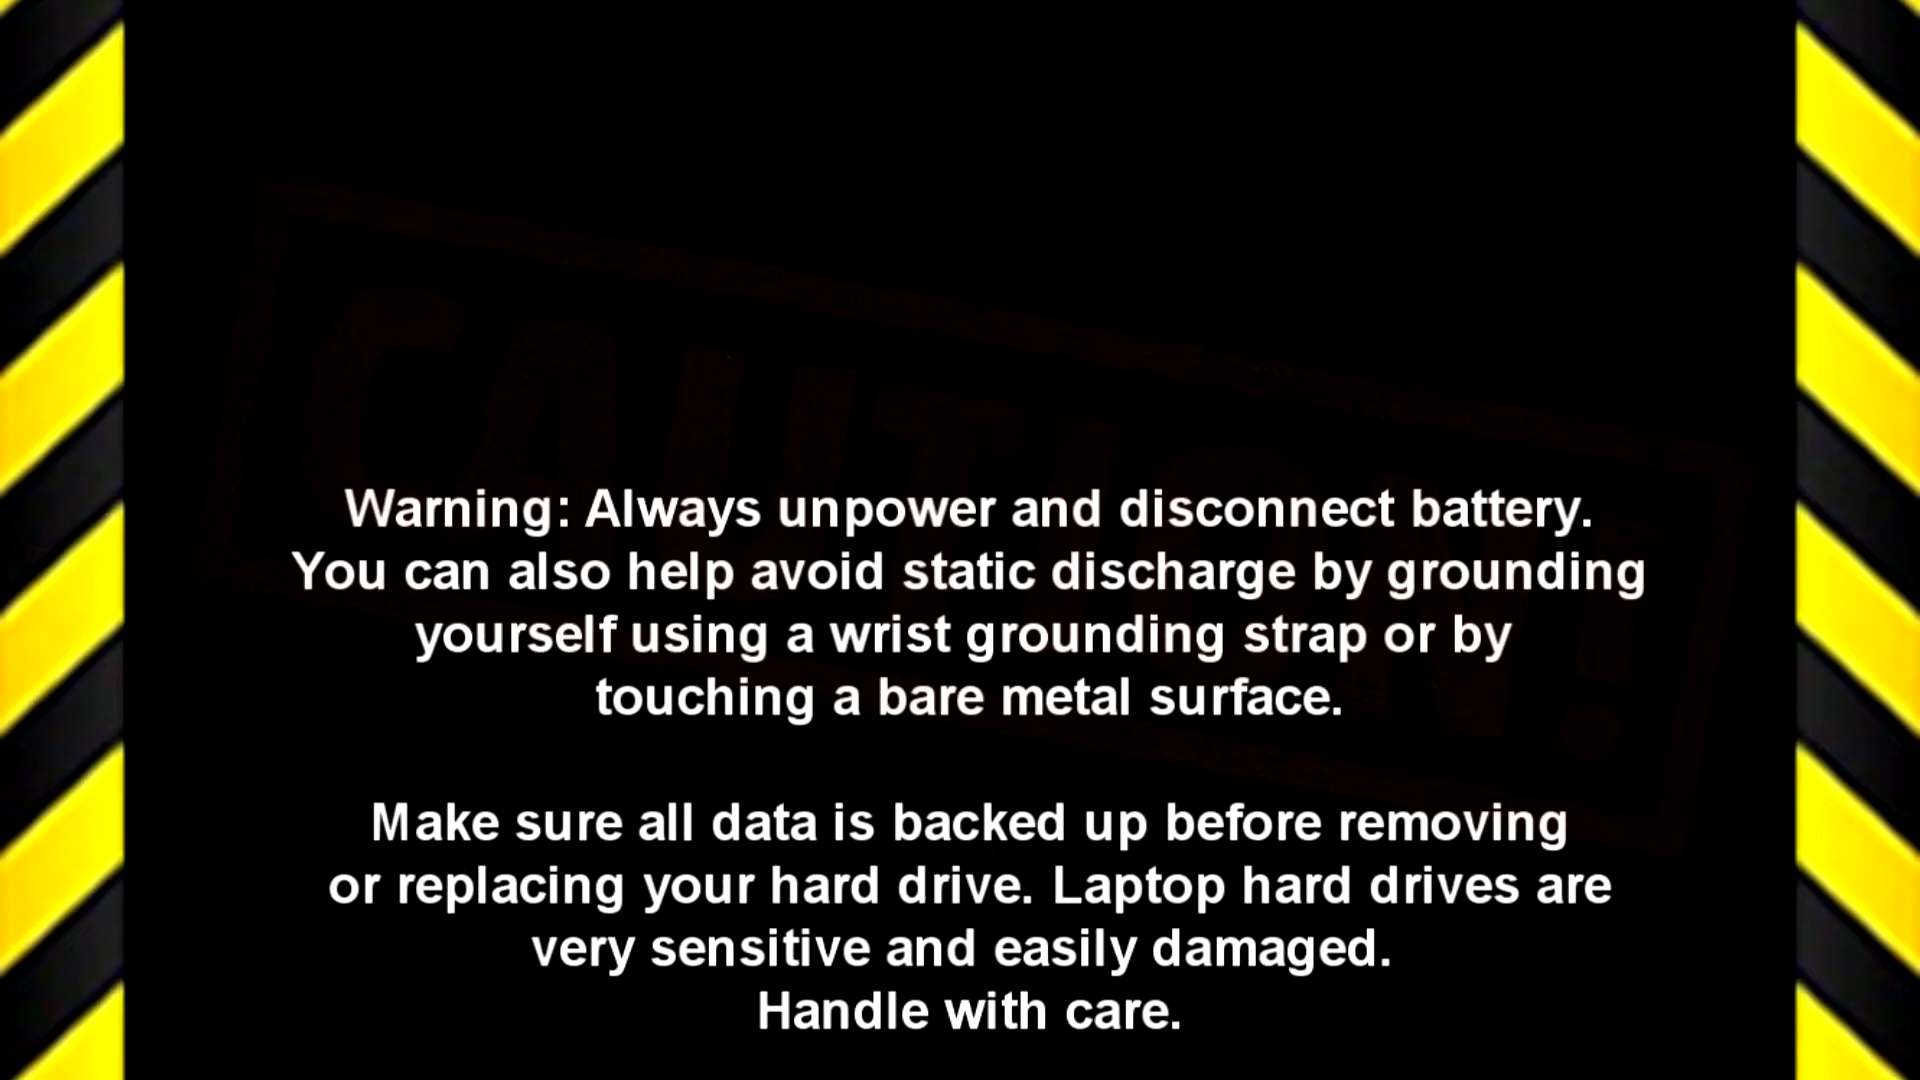 CAUTION!
Warning: Always unpower and disconnect battery.
You can also help avoid static discharge by grounding
yourself using a wrist grounding strap or by
touching a bare metal surface.
Make sure all data is backed up before removing
or replacing your hard drive. Laptop hard drives are
very sensitive and easily damaged.
Handle with care.